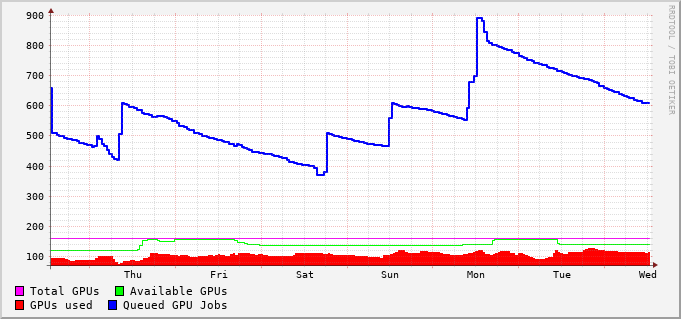 RRDTOOL / TOBI OETIKER
900
800
700
600
500
400
300
200
100
Thu Fri Sat Sun Mon Tue Wed
Total GPUs Available GPUs
GPUs used Queued GPU Jobs